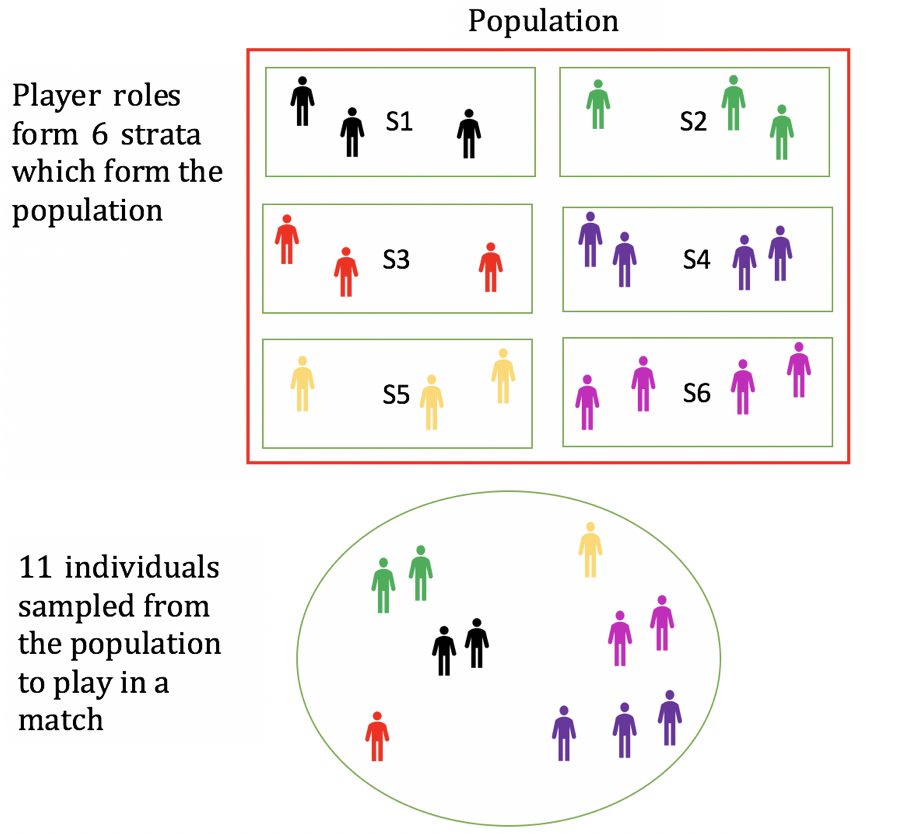 Population
Player roles
form 6 strata
which form the
population
S1
S2
S3
S4
S5
S6
11 individuals
sampled from
the population
to play in a
match